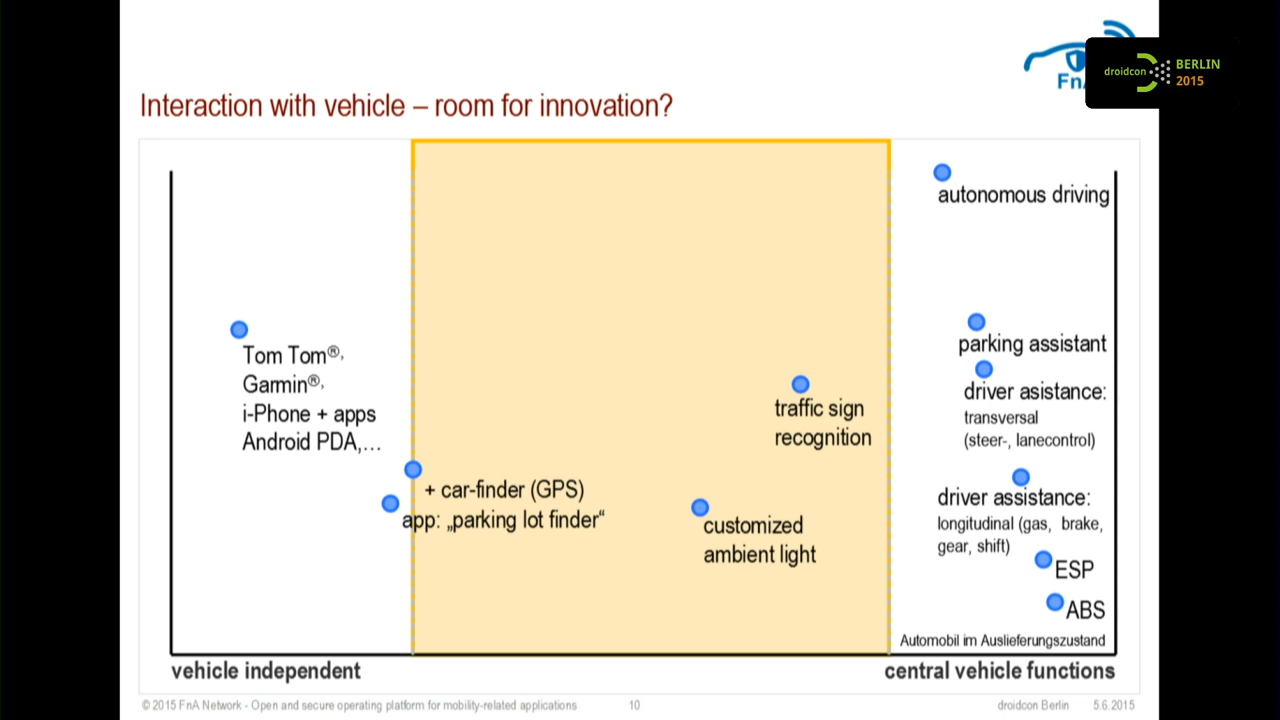 droidcon
BERLIN
2015
Interaction with vehicle – room for innovation?
autonomous driving
Tom Tom®,
Garmin®,
i-Phone + apps
Android PDA,…
parking assistant
driver asistance:
transversal
(steer-, lanecontrol)
traffic sign
recognition
+ car-finder (GPS)
app: „parking lot finder“
customized
ambient light
driver assistance:
longitudinal (gas, brake,
gear, shift)
ESP
ABS
Automobil im Auslieferungszustand
vehicle independent
central vehicle functions
© 2015 FnA Network - Open and secure operating platform for mobility-related applications
10
droidcon Berlin
5.6.2015